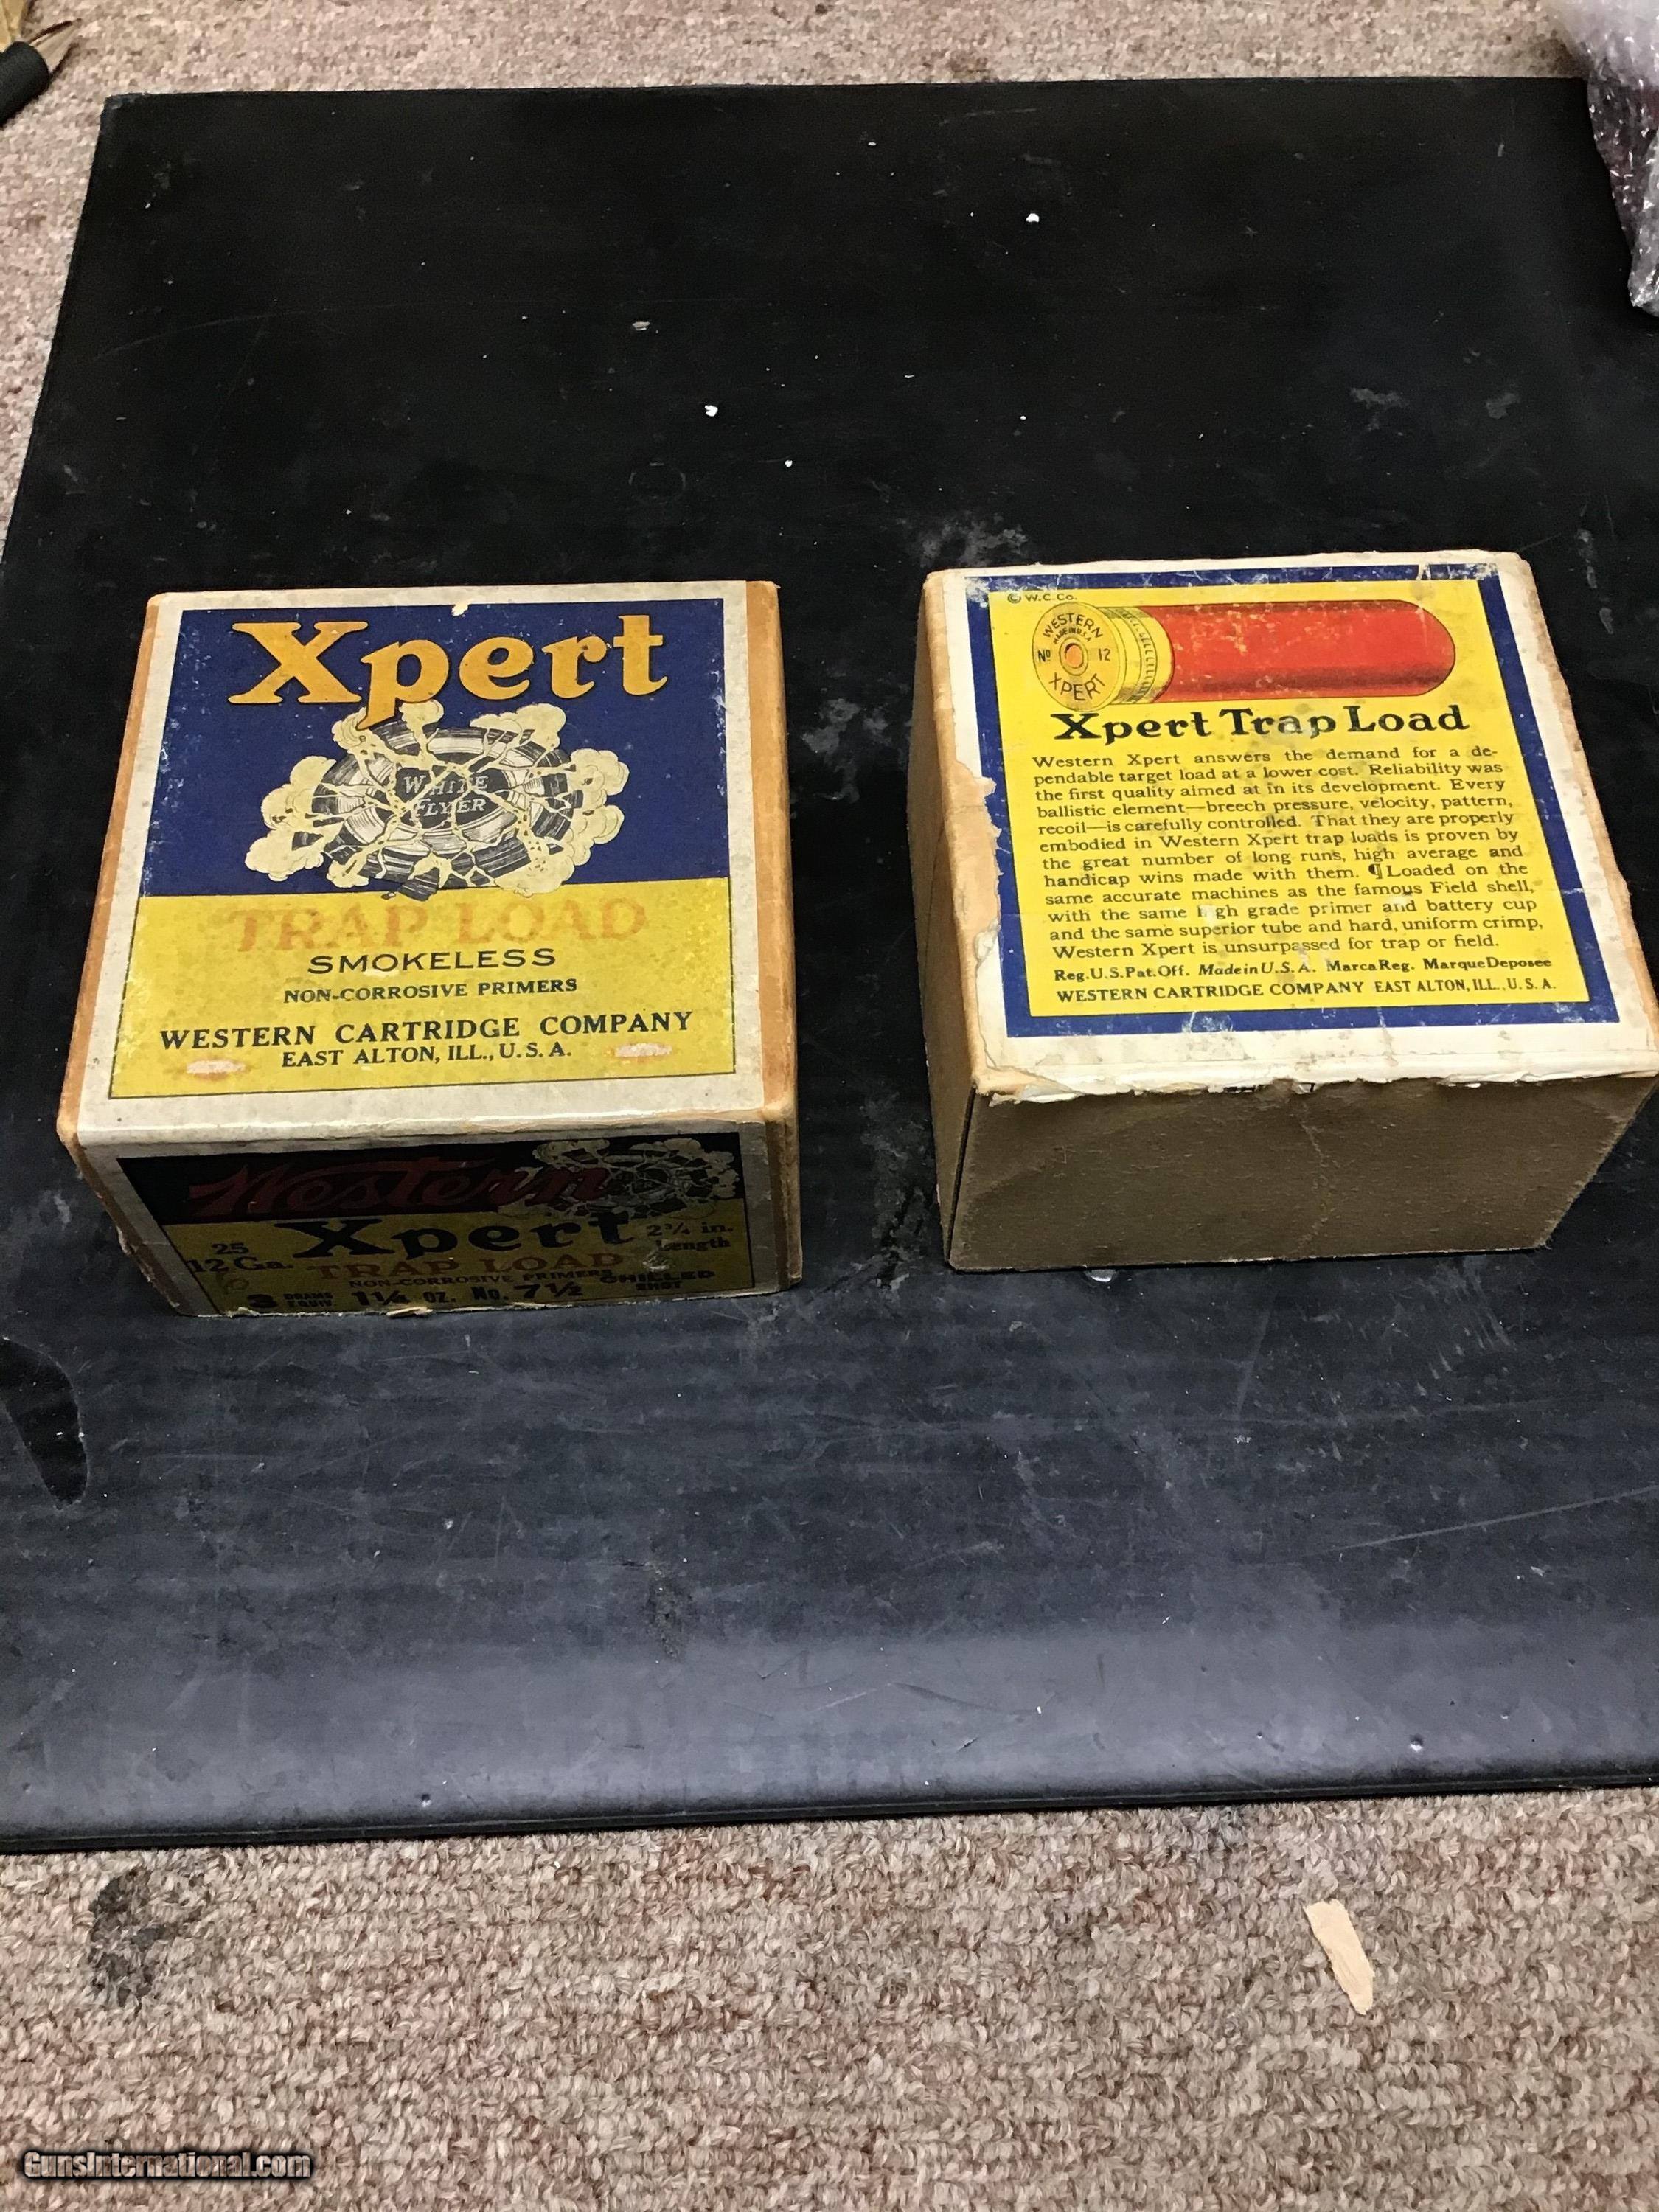 Xpert
WHITE
FLYER
TRAP LOAD
SMOKELESS
NON-CORROSIVE PRIMERS
WESTERN CARTRIDGE COMPANY
EAST ALTON, ILL., U.S.A.
Western
Xpert
25
12 Ga.
2¾ in.
Length
TRAP LOAD
NON-CORROSIVE PRIMERS
3 DRAMS EQUIV. 1¼ OZ. No. 7½ CHILLED SHOT
© W.C.Co.
WESTERN
MADE IN U.S.A.
No 12
XPERT
Xpert Trap Load
Western Xpert answers the demand for a de-
pendable target load at a lower cost. Reliability was
the first quality aimed at in its development. Every
ballistic element—breech pressure, velocity, pattern,
recoil—is carefully controlled. That they are properly
embodied in Western Xpert trap loads is proven by
the great number of long runs, high average and
handicap wins made with them. ¶ Loaded on the
same accurate machines as the famous Field shell,
with the same high grade primer and battery cup
and the same superior tube and hard, uniform crimp,
Western Xpert is unsurpassed for trap or field.
Reg. U.S. Pat. Off. Made in U.S.A. Marca Reg. Marque Deposee
WESTERN CARTRIDGE COMPANY EAST ALTON, ILL., U.S.A.
GunsInternational.com